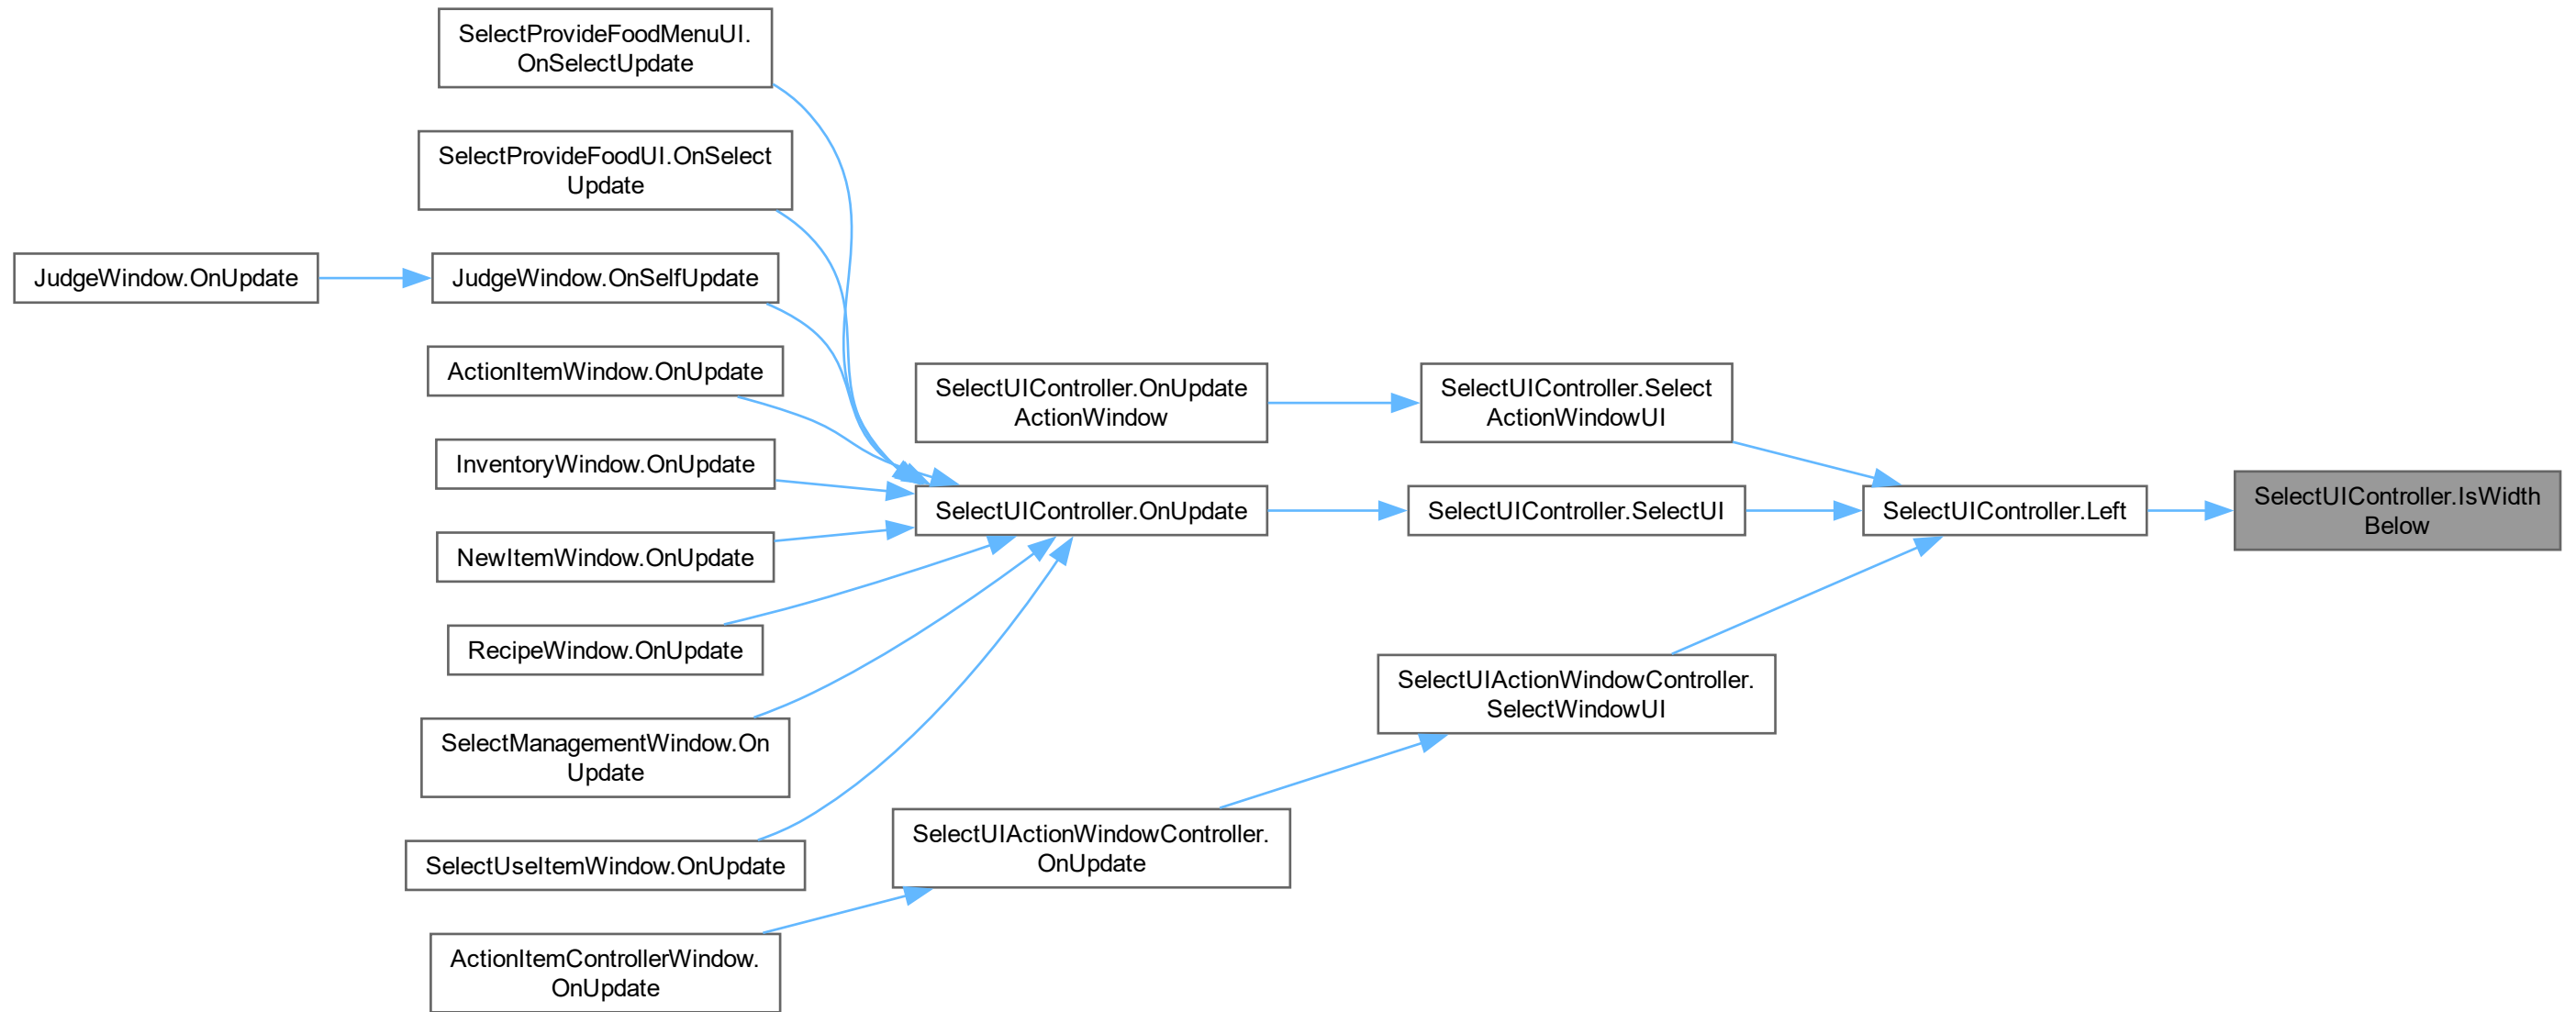 SelectProvideFoodMenuUI.
OnSelectUpdate
SelectProvideFoodUI.OnSelect
Update
JudgeWindow.OnUpdate
JudgeWindow.OnSelfUpdate
ActionItemWindow.OnUpdate
InventoryWindow.OnUpdate
NewItemWindow.OnUpdate
RecipeWindow.OnUpdate
SelectManagementWindow.On
Update
SelectUseItemWindow.OnUpdate
ActionItemControllerWindow.
OnUpdate
SelectUIController.OnUpdate
ActionWindow
SelectUIController.OnUpdate
SelectUIActionWindowController.
OnUpdate
SelectUIController.Select
ActionWindowUI
SelectUIController.SelectUI
SelectUIActionWindowController.
SelectWindowUI
SelectUIController.Left
SelectUIController.IsWidth
Below